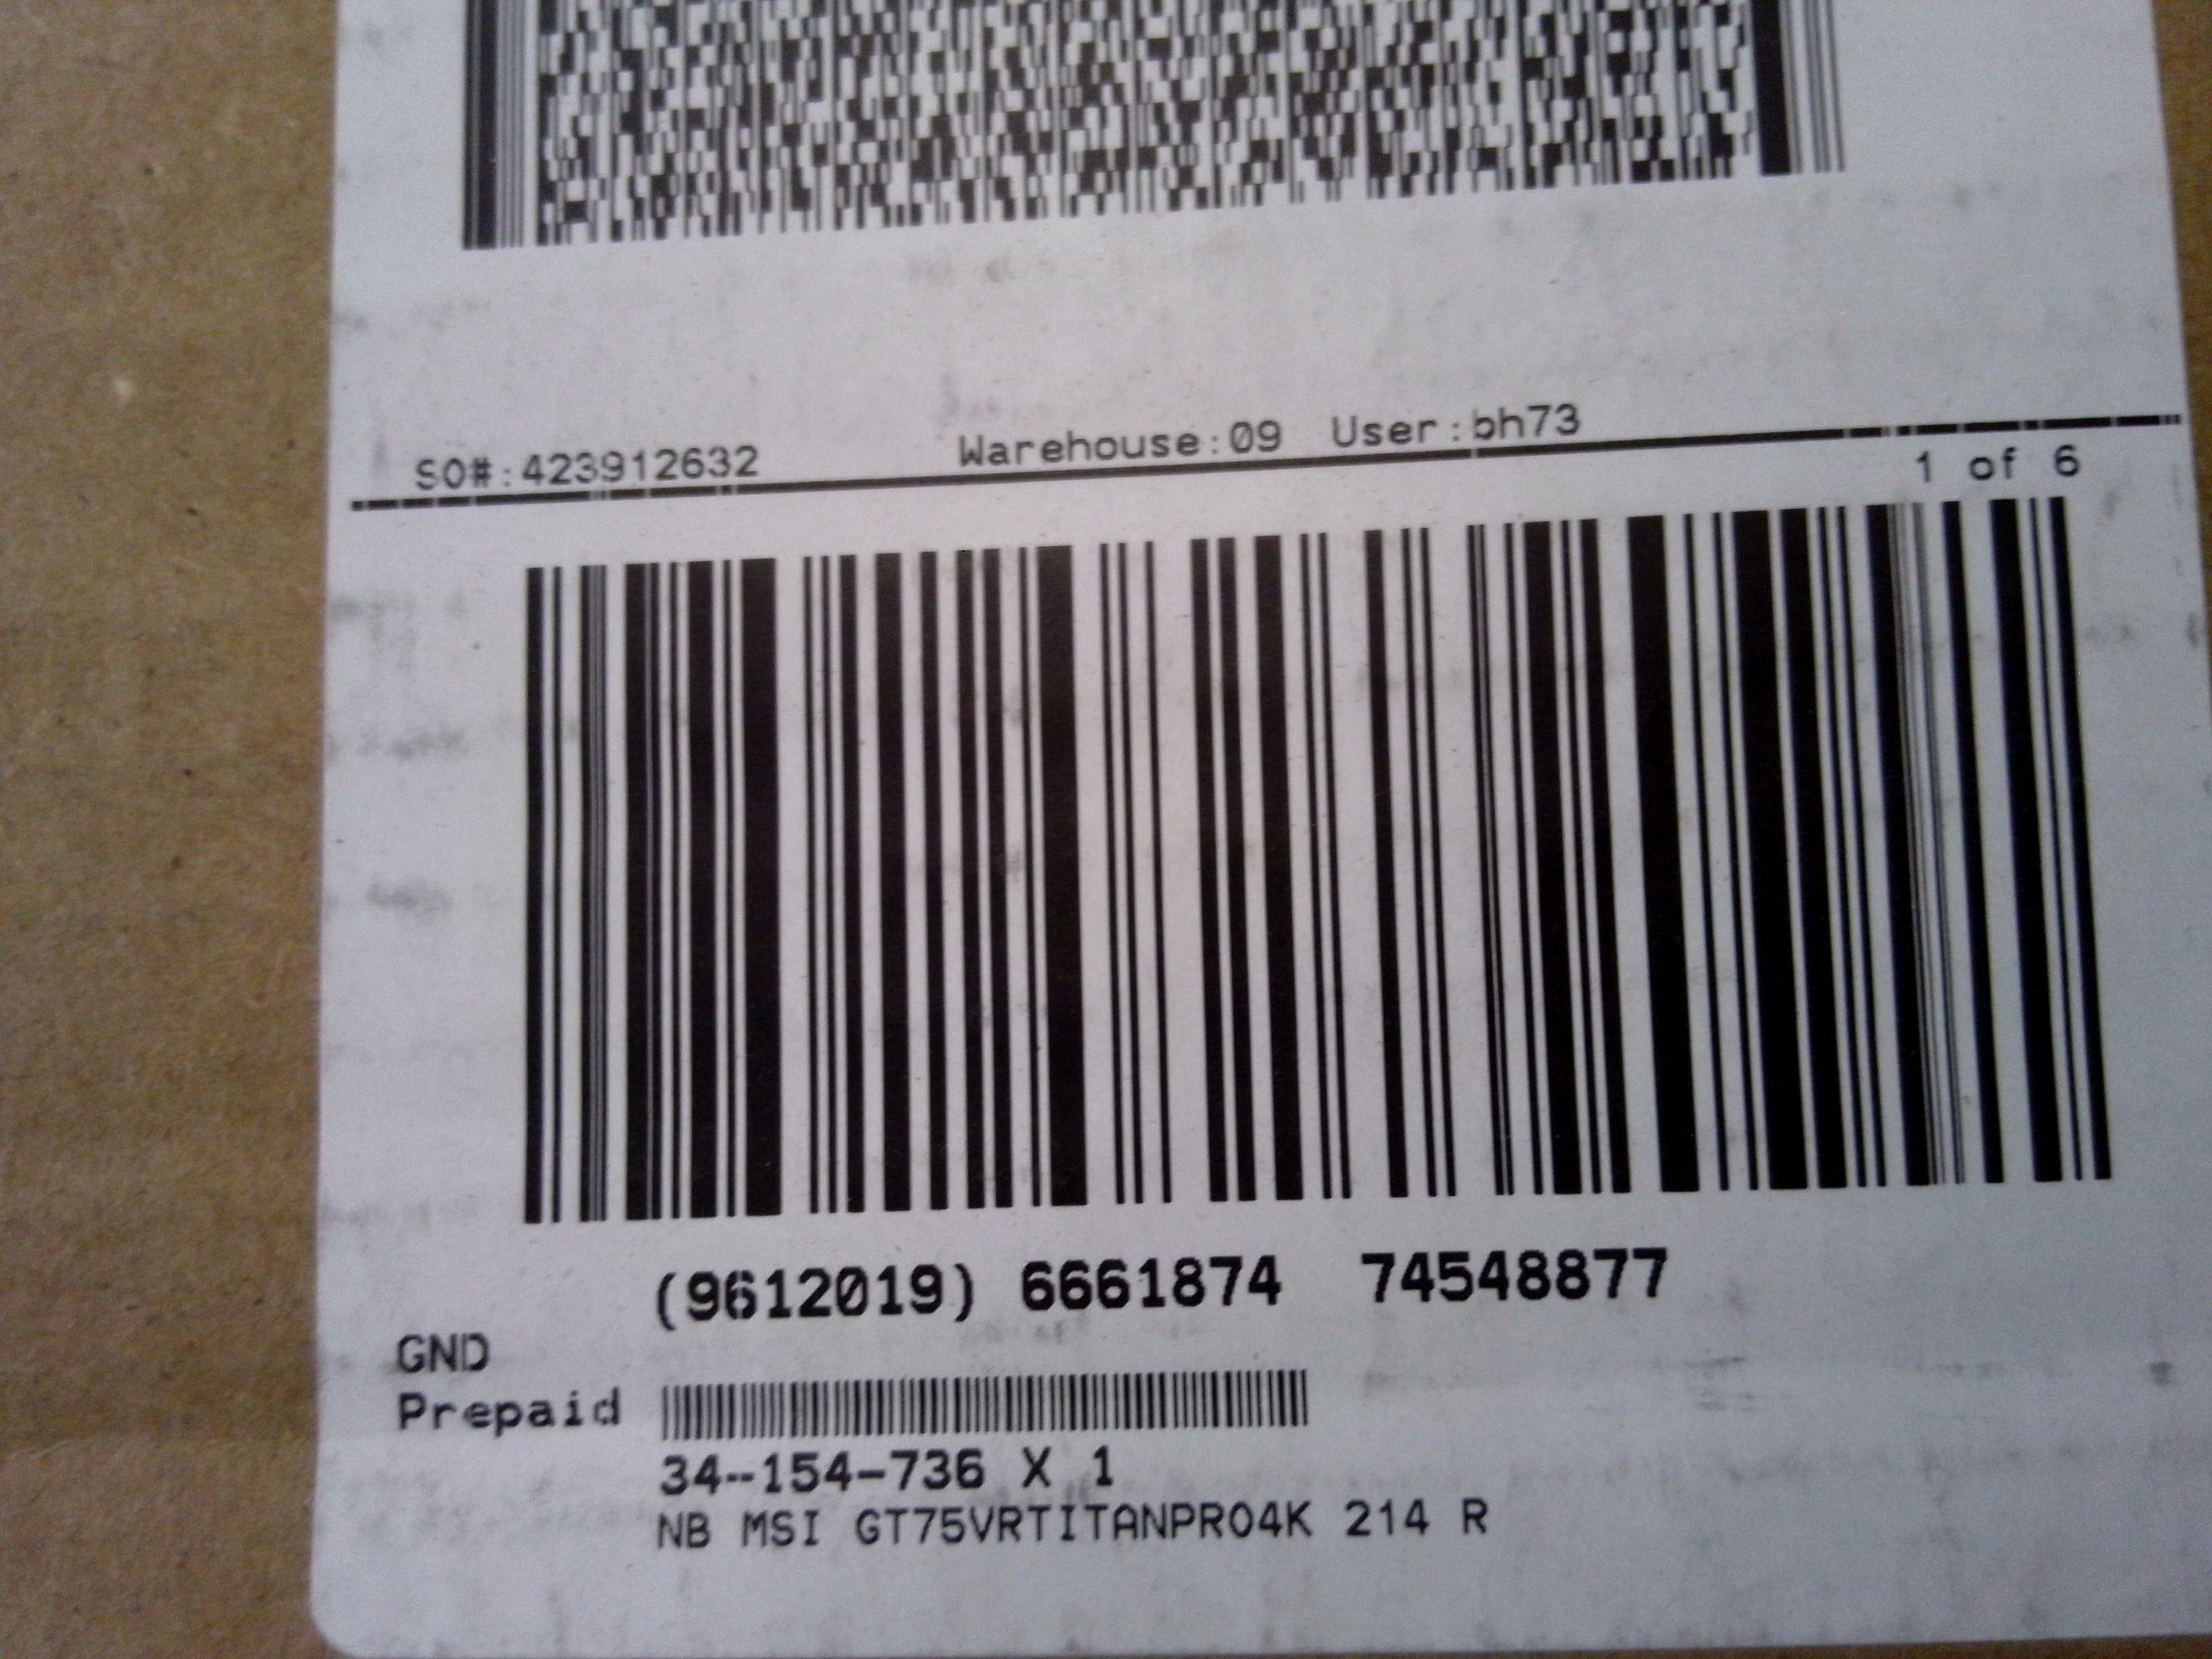 SO#:423912632 Warehouse:09 User:bh73
1 of 6
(9612019) 6661874 74548877
GND
Prepaid
34--154-736 X 1
NB MSI GT75VRTITANPRO4K 214 R